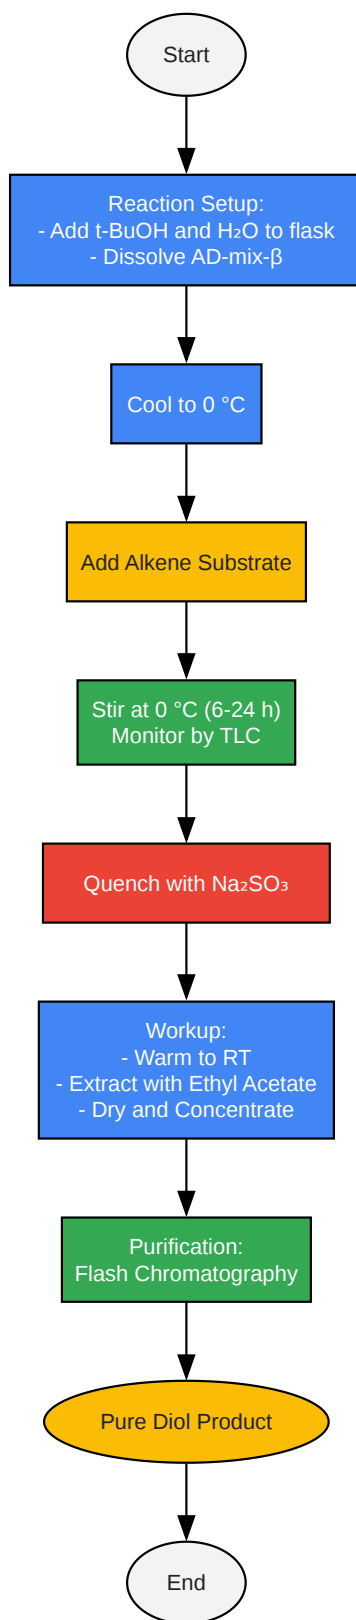 Start
Reaction Setup:
- Add t-BuOH and H₂O to flask
- Dissolve AD-mix-β
Cool to 0 °C
Add Alkene Substrate
Stir at 0 °C (6-24 h)
Monitor by TLC
Quench with Na₂SO₃
Workup:
- Warm to RT
- Extract with Ethyl Acetate
- Dry and Concentrate
Purification:
Flash Chromatography
Pure Diol Product
End